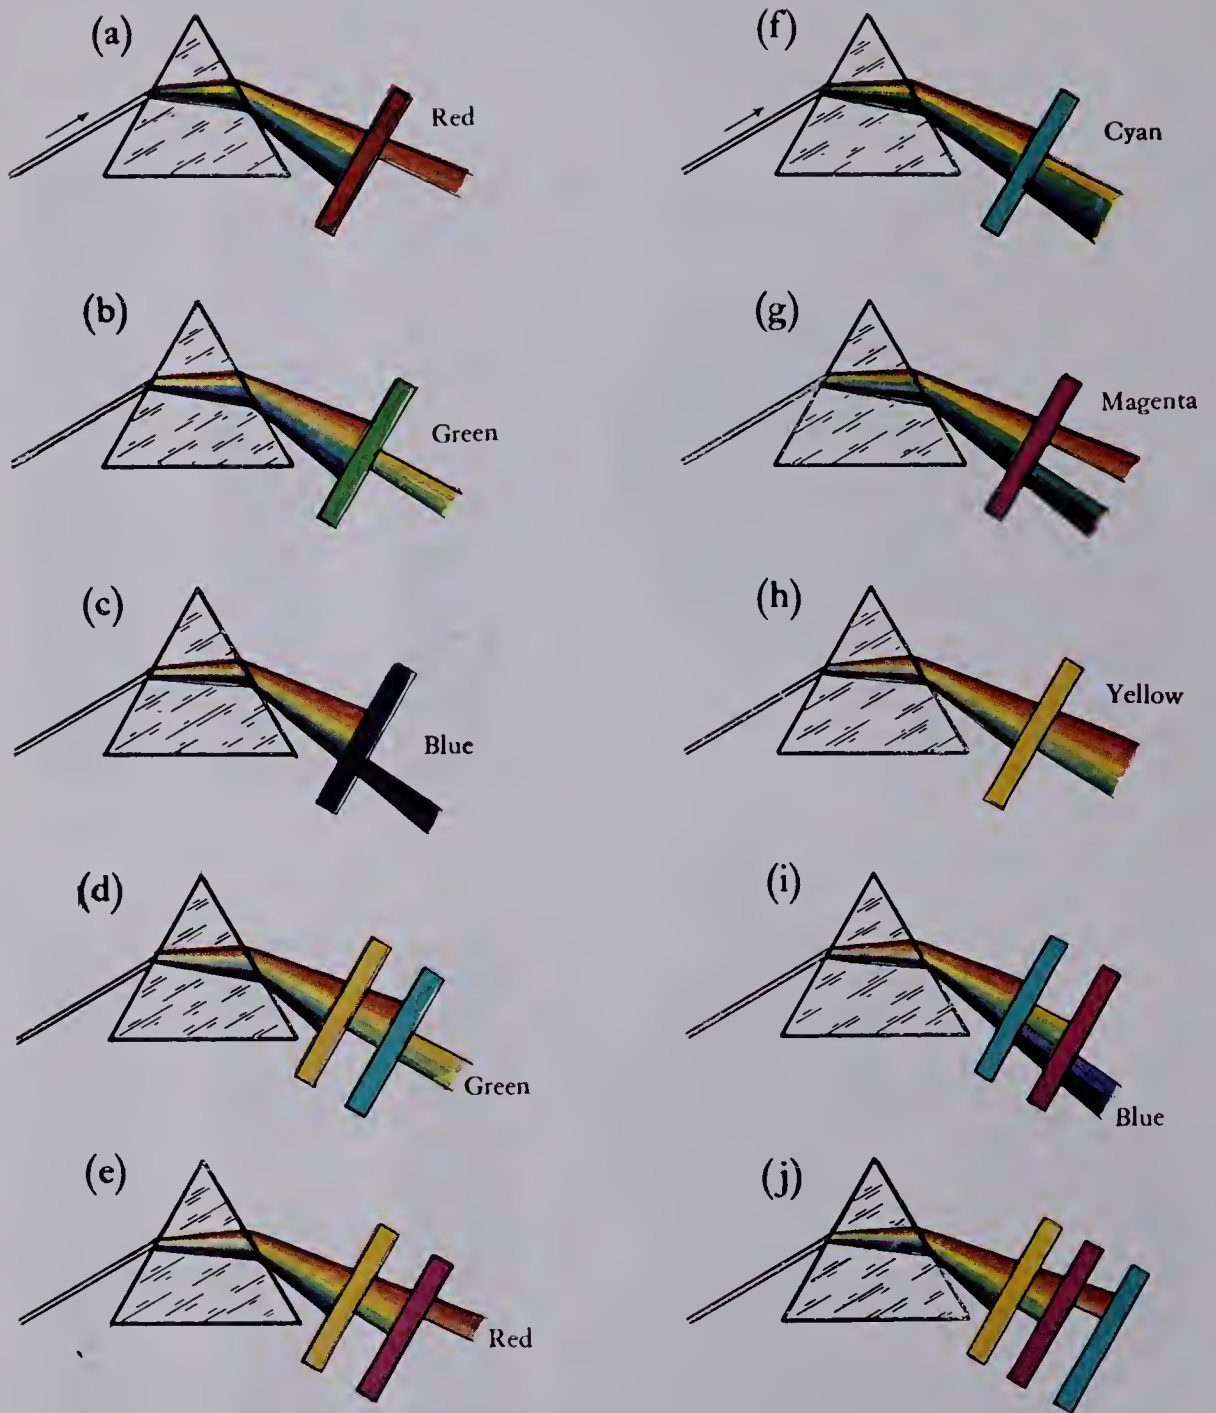 (a)
Red
(b)
Green
(c)
Blue
(d)
Green
(e)
Red
(f)
Cyan
(g)
Magenta
(h)
Yellow
(i)
Blue
(j)